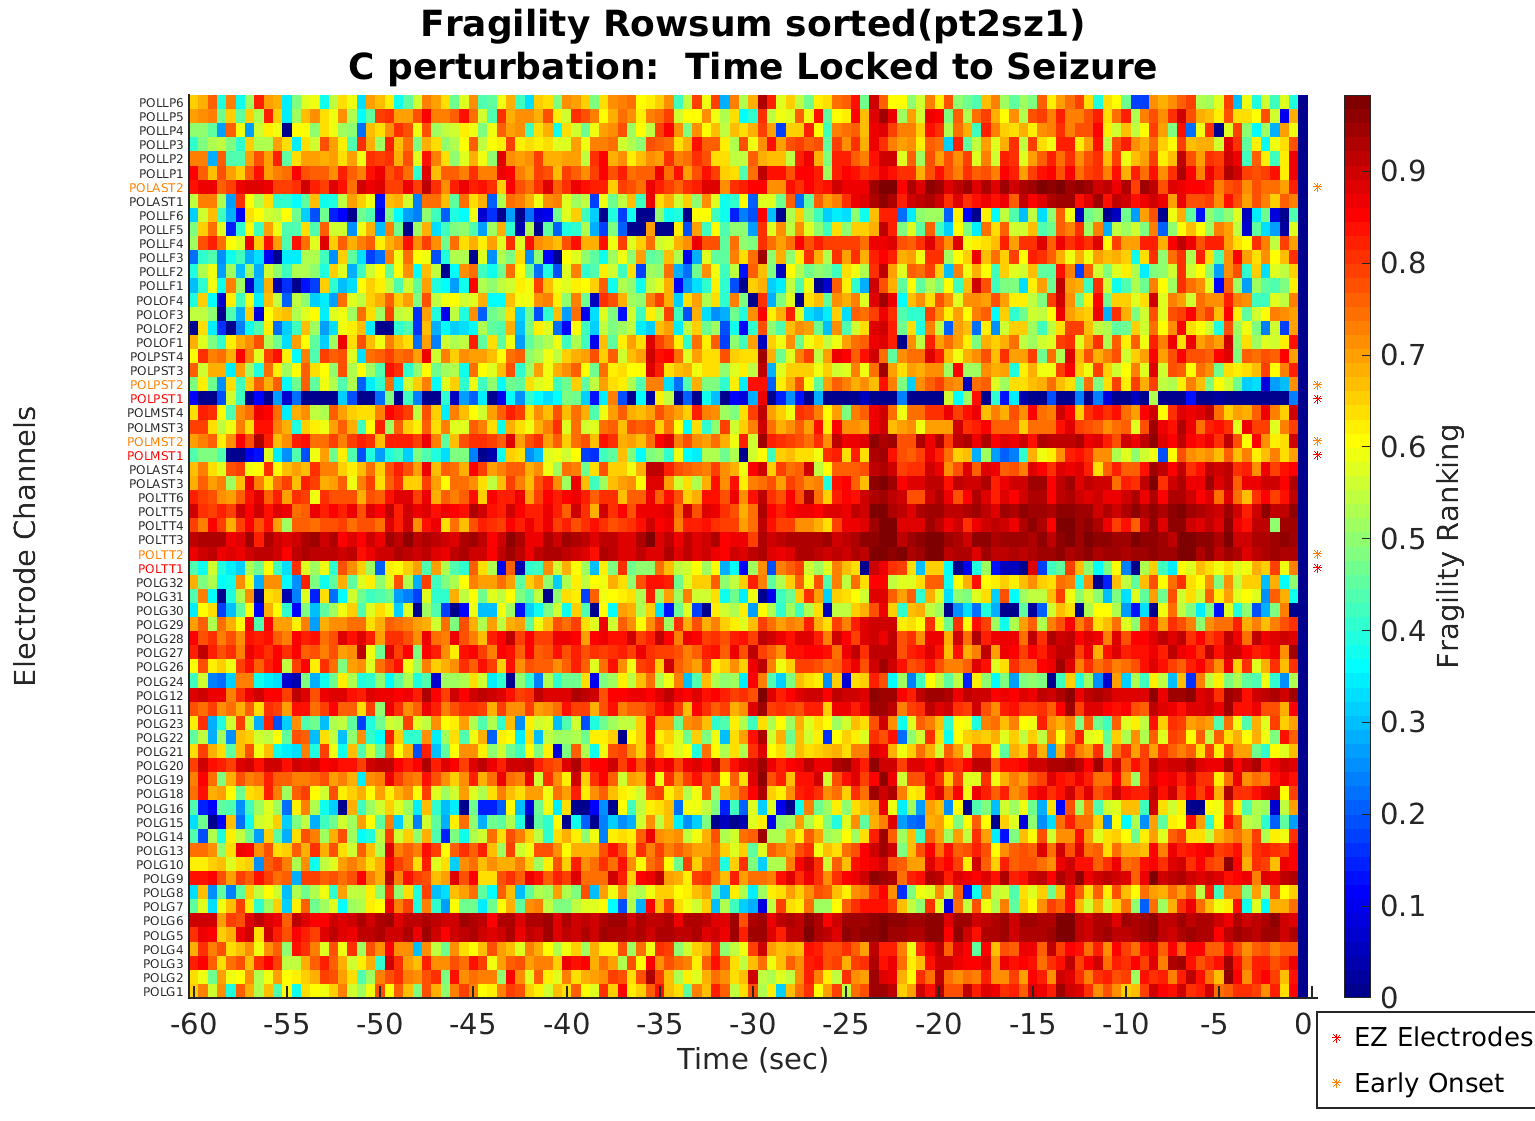 Fragility Rowsum sorted(pt2sz1)
C perturbation:  Time Locked to Seizure
Electrode Channels
POLLP6
POLLP5
POLLP4
POLLP3
POLLP2
POLLP1
POLAST2
POLAST1
POLLF6
POLLF5
POLLF4
POLLF3
POLLF2
POLLF1
POLOF4
POLOF3
POLOF2
POLOF1
POLPST4
POLPST3
POLPST2
POLPST1
POLMST4
POLMST3
POLMST2
POLMST1
POLAST4
POLAST3
POLTT6
POLTT5
POLTT4
POLTT3
POLTT2
POLTT1
POLG32
POLG31
POLG30
POLG29
POLG28
POLG27
POLG26
POLG24
POLG12
POLG11
POLG23
POLG22
POLG21
POLG20
POLG19
POLG18
POLG16
POLG15
POLG14
POLG13
POLG10
POLG9
POLG8
POLG7
POLG6
POLG5
POLG4
POLG3
POLG2
POLG1
-60 -55 -50 -45 -40 -35 -30 -25 -20 -15 -10 -5 0
Time (sec)
0.9
0.8
0.7
0.6
0.5
0.4
0.3
0.2
0.1
0
Fragility Ranking
EZ Electrodes
Early Onset